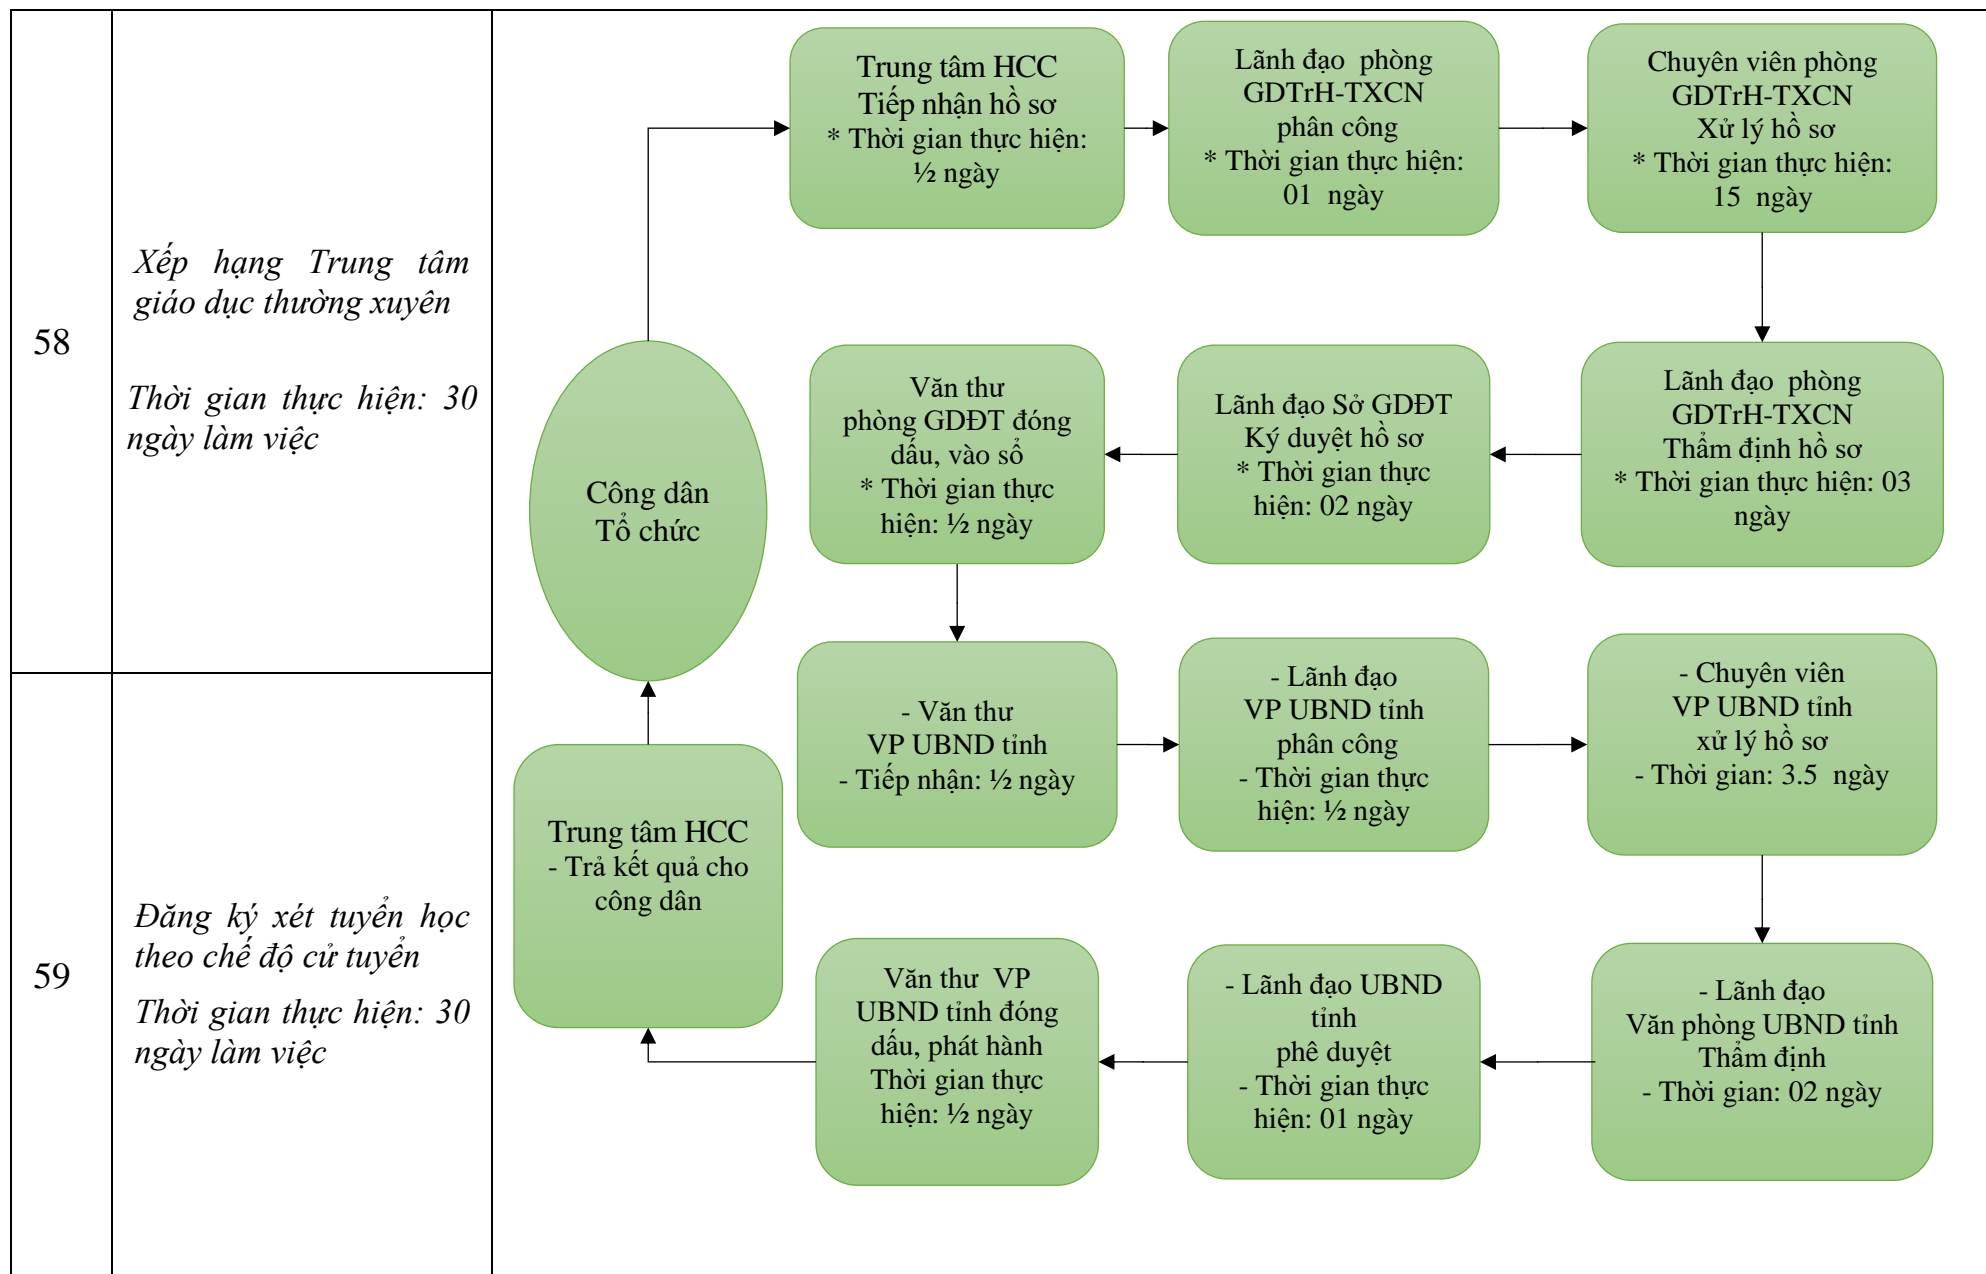 58
Xếp hạng Trung tâm
giáo dục thường xuyên
Thời gian thực hiện: 30
ngày làm việc
59
Đăng ký xét tuyển học
theo chế độ cử tuyển
Thời gian thực hiện: 30
ngày làm việc
Công dân
Tổ chức
Trung tâm HCC
Tiếp nhận hồ sơ
* Thời gian thực hiện:
½ ngày
Lãnh đạo phòng
GDTrH-TXCN
phân công
* Thời gian thực hiện:
01 ngày
Chuyên viên phòng
GDTrH-TXCN
Xử lý hồ sơ
* Thời gian thực hiện:
15 ngày
Lãnh đạo phòng
GDTrH-TXCN
Thẩm định hồ sơ
* Thời gian thực hiện: 03
ngày
Lãnh đạo Sở GDĐT
Ký duyệt hồ sơ
* Thời gian thực
hiện: 02 ngày
Văn thư
phòng GDĐT đóng
dấu, vào sổ
* Thời gian thực
hiện: ½ ngày
- Văn thư
VP UBND tỉnh
- Tiếp nhận: ½ ngày
- Lãnh đạo
VP UBND tỉnh
phân công
- Thời gian thực
hiện: ½ ngày
- Chuyên viên
VP UBND tỉnh
xử lý hồ sơ
- Thời gian: 3.5 ngày
- Lãnh đạo
Văn phòng UBND tỉnh
Thẩm định
- Thời gian: 02 ngày
- Lãnh đạo UBND
tỉnh
phê duyệt
- Thời gian thực
hiện: 01 ngày
Văn thư VP
UBND tỉnh đóng
dấu, phát hành
Thời gian thực
hiện: ½ ngày
Trung tâm HCC
- Trả kết quả cho
công dân